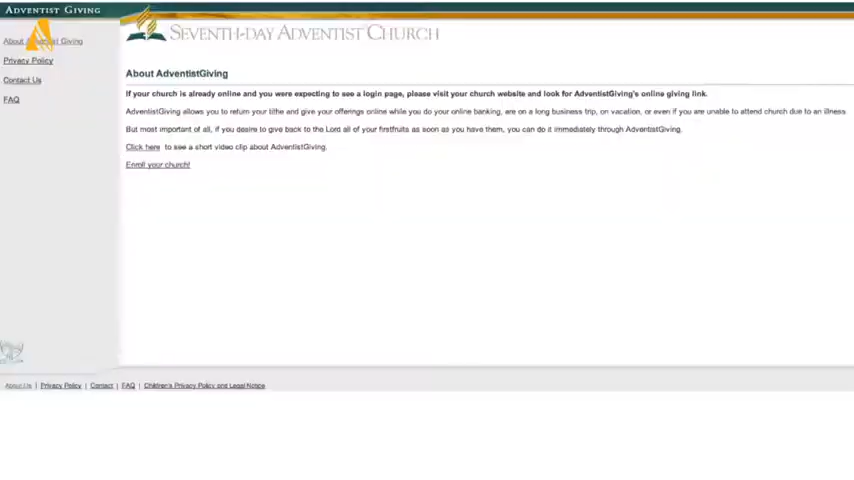 ADVENTIST GIVING
SEVENTH-DAY ADVENTIST CHURCH
About Adventist Giving
Privacy Policy
Contact Us
FAQ
About AdventistGiving
If your church is already online and you were expecting to see a login page, please visit your church website and look for AdventistGiving's online giving link.
AdventistGiving allows you to return your tithe and give your offerings online while you do your online banking, are on a long business trip, on vacation, or even if you are unable to attend church due to an illness
But most important of all, if you desire to give back to the Lord all of your firstfruits as soon as you have them, you can do it immediately through AdventistGiving.
Click here to see a short video clip about AdventistGiving.
Enroll your church!
About Us | Privacy Policy | Contact | FAQ | Children's Privacy Policy and Legal Notice